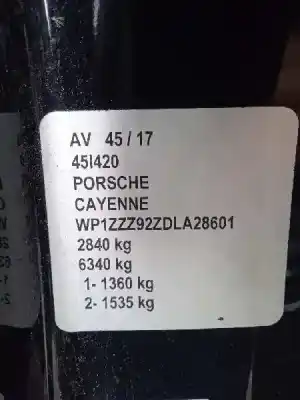 AV 45 / 17
45I420
PORSCHE
CAYENNE
WP1ZZZ92ZDLA28601
2840 kg
6340 kg
1- 1360 kg
2- 1535 kg